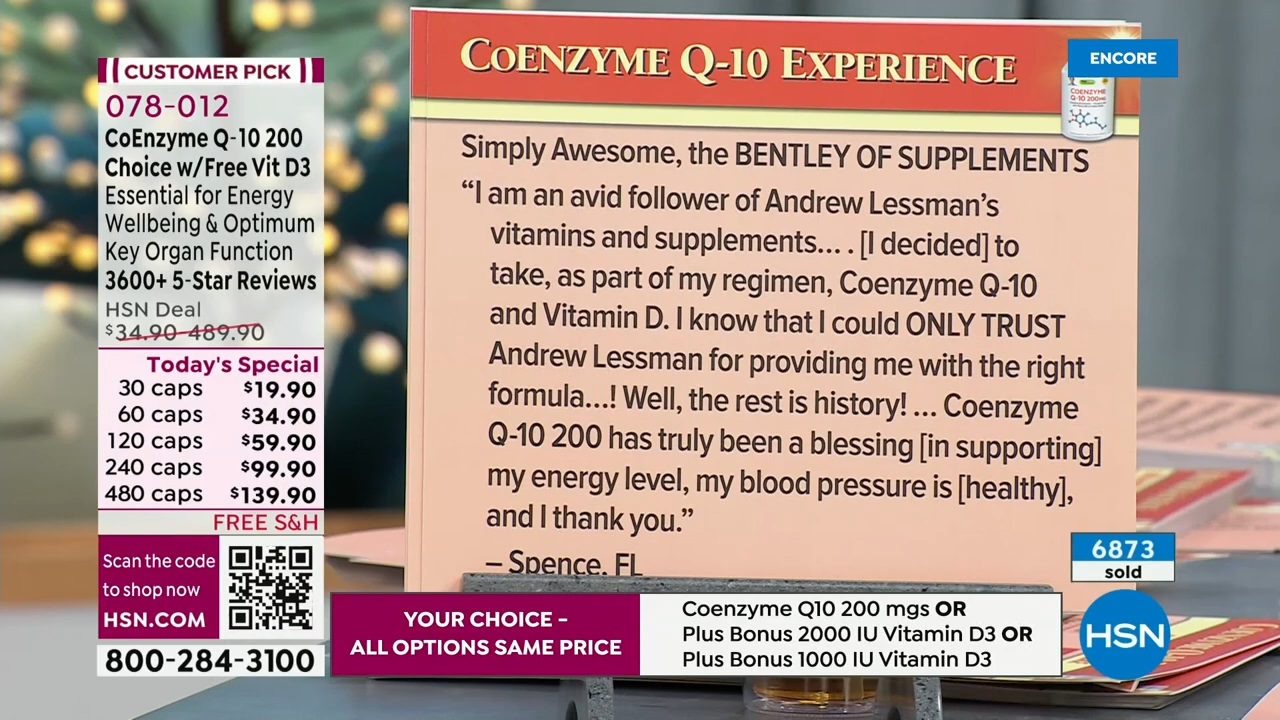 CUSTOMER PICK
078-012
CoEnzyme Q-10 200
Choice w/Free Vit D3
Essential for Energy
Wellbeing & Optimum
Key Organ Function
3600+ 5-Star Reviews
HSN Deal
$34.90-489.90
Today's Special
30 caps $19.90
60 caps $34.90
120 caps $59.90
240 caps $99.90
480 caps $139.90
FREE S&H
Scan the code
to shop now
HSN.COM
800-284-3100
COENZYME Q-10 EXPERIENCE
ENCORE
COENZYME
Q-10 200MG
Simply Awesome, the BENTLEY OF SUPPLEMENTS
“I am an avid follower of Andrew Lessman’s
vitamins and supplements... . [I decided] to
take, as part of my regimen, Coenzyme Q-10
and Vitamin D. I know that I could ONLY TRUST
Andrew Lessman for providing me with the right
formula...! Well, the rest is history! ... Coenzyme
Q-10 200 has truly been a blessing [in supporting]
my energy level, my blood pressure is [healthy],
and I thank you.”
– Spence, FL
6873
sold
YOUR CHOICE –
ALL OPTIONS SAME PRICE
Coenzyme Q10 200 mgs OR
Plus Bonus 2000 IU Vitamin D3 OR
Plus Bonus 1000 IU Vitamin D3
HSN